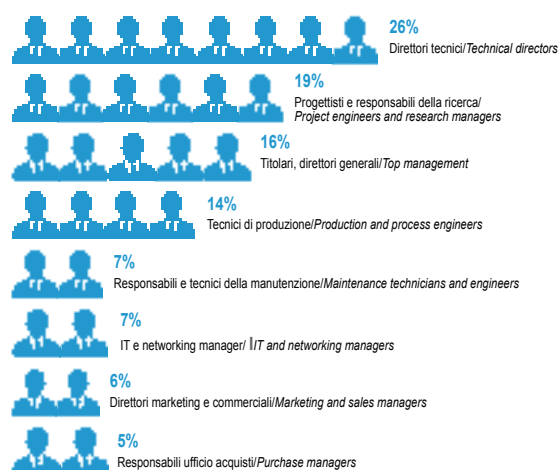 26%
Direttori tecnici/Technical directors
19%
Progettisti e responsabili della ricerca/
Project engineers and research managers
16%
Titolari, direttori generali/Top management
14%
Tecnici di produzione/Production and process engineers
7%
Responsabili e tecnici della manutenzione/Maintenance technicians and engineers
7%
IT e networking manager/ IT and networking managers
6%
Direttori marketing e commerciali/Marketing and sales managers
5%
Responsabili ufficio acquisti/Purchase managers